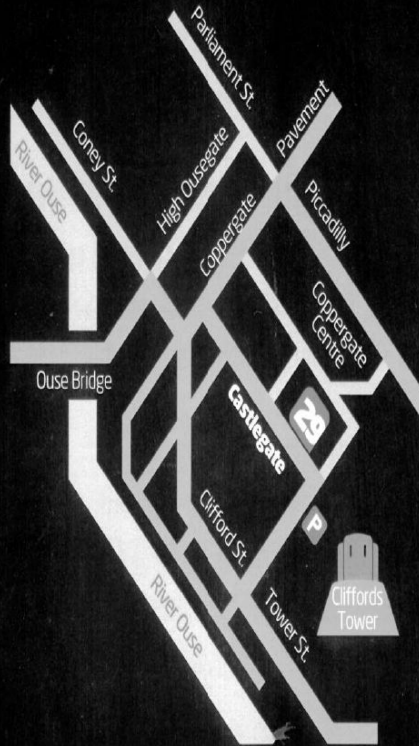 Parliament St.
Pavement
Coney St.
High Ousegate
River Ouse
Piccadilly
Coppergate
Coppergate
Centre
Ouse Bridge
Castlegate
29
Clifford St.
P
River Ouse
Cliffords
Tower
Tower St.